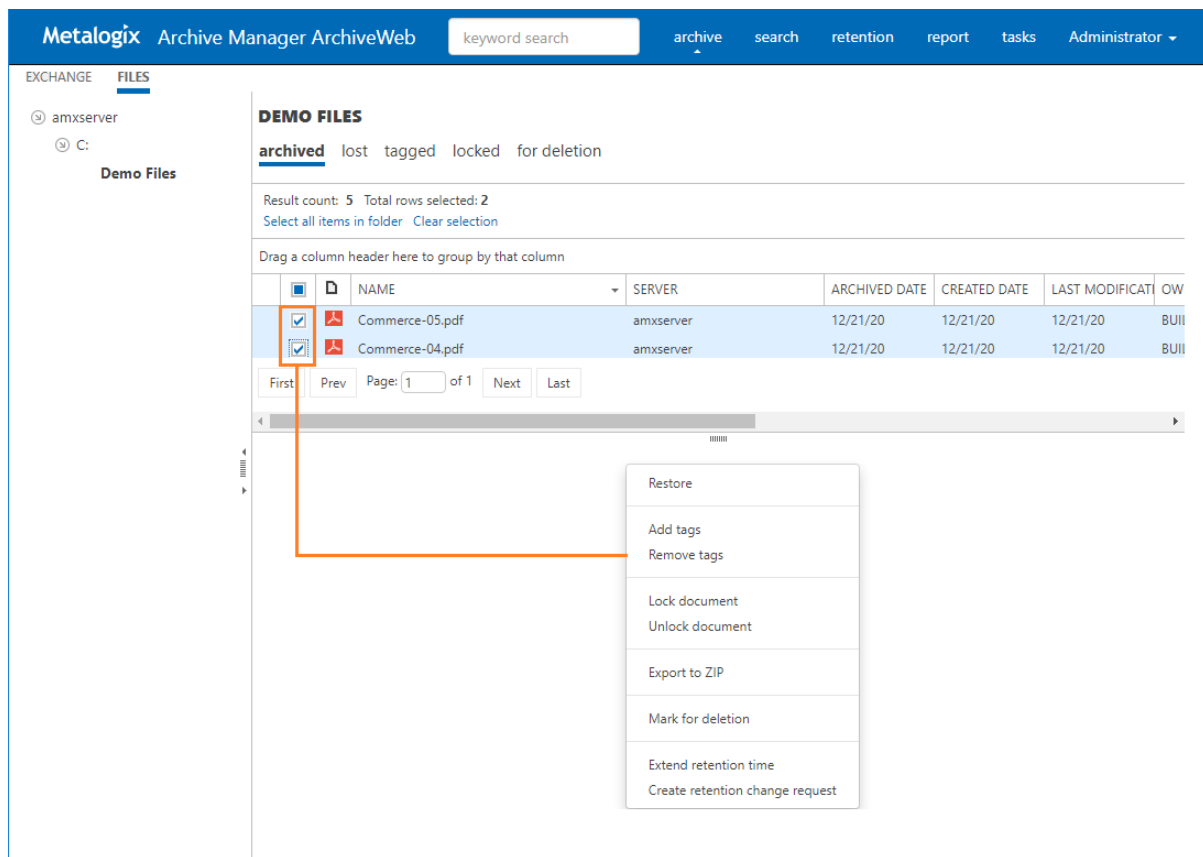 Metalogix Archive Manager ArchiveWeb keyword search archive search retention report tasks Administrator
EXCHANGE FILES
amxserver
C:
Demo Files
DEMO FILES
archived lost tagged locked for deletion
Result count: 5 Total rows selected: 2
Select all items in folder Clear selection
Drag a column header here to group by that column
NAME SERVER ARCHIVED DATE CREATED DATE LAST MODIFICATI OW
Commerce-05.pdf amxserver 12/21/20 12/21/20 12/21/20 BUIL
Commerce-04.pdf amxserver 12/21/20 12/21/20 12/21/20 BUIL
First Prev Page: 1 of 1 Next Last
Restore
Add tags
Remove tags
Lock document
Unlock document
Export to ZIP
Mark for deletion
Extend retention time
Create retention change request